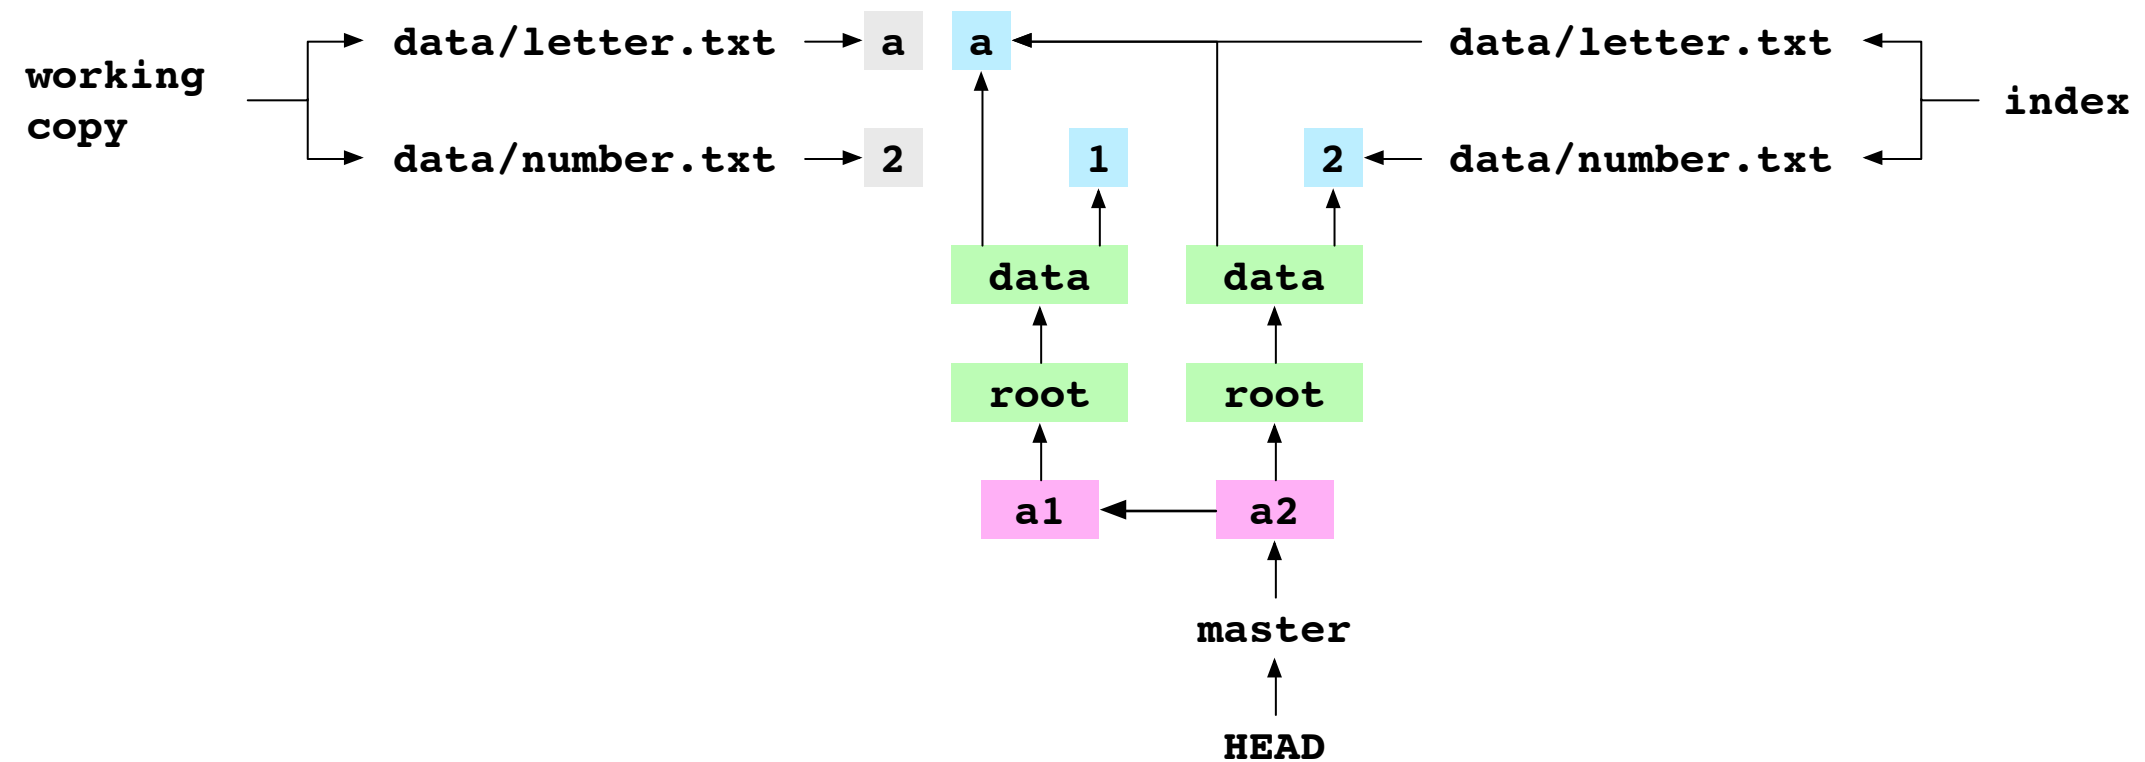 data/letter.txt a a data/letter.txt
working
copy
index
data/number.txt 2 1 2 data/number.txt
data data
root root
a1 a2
master
HEAD